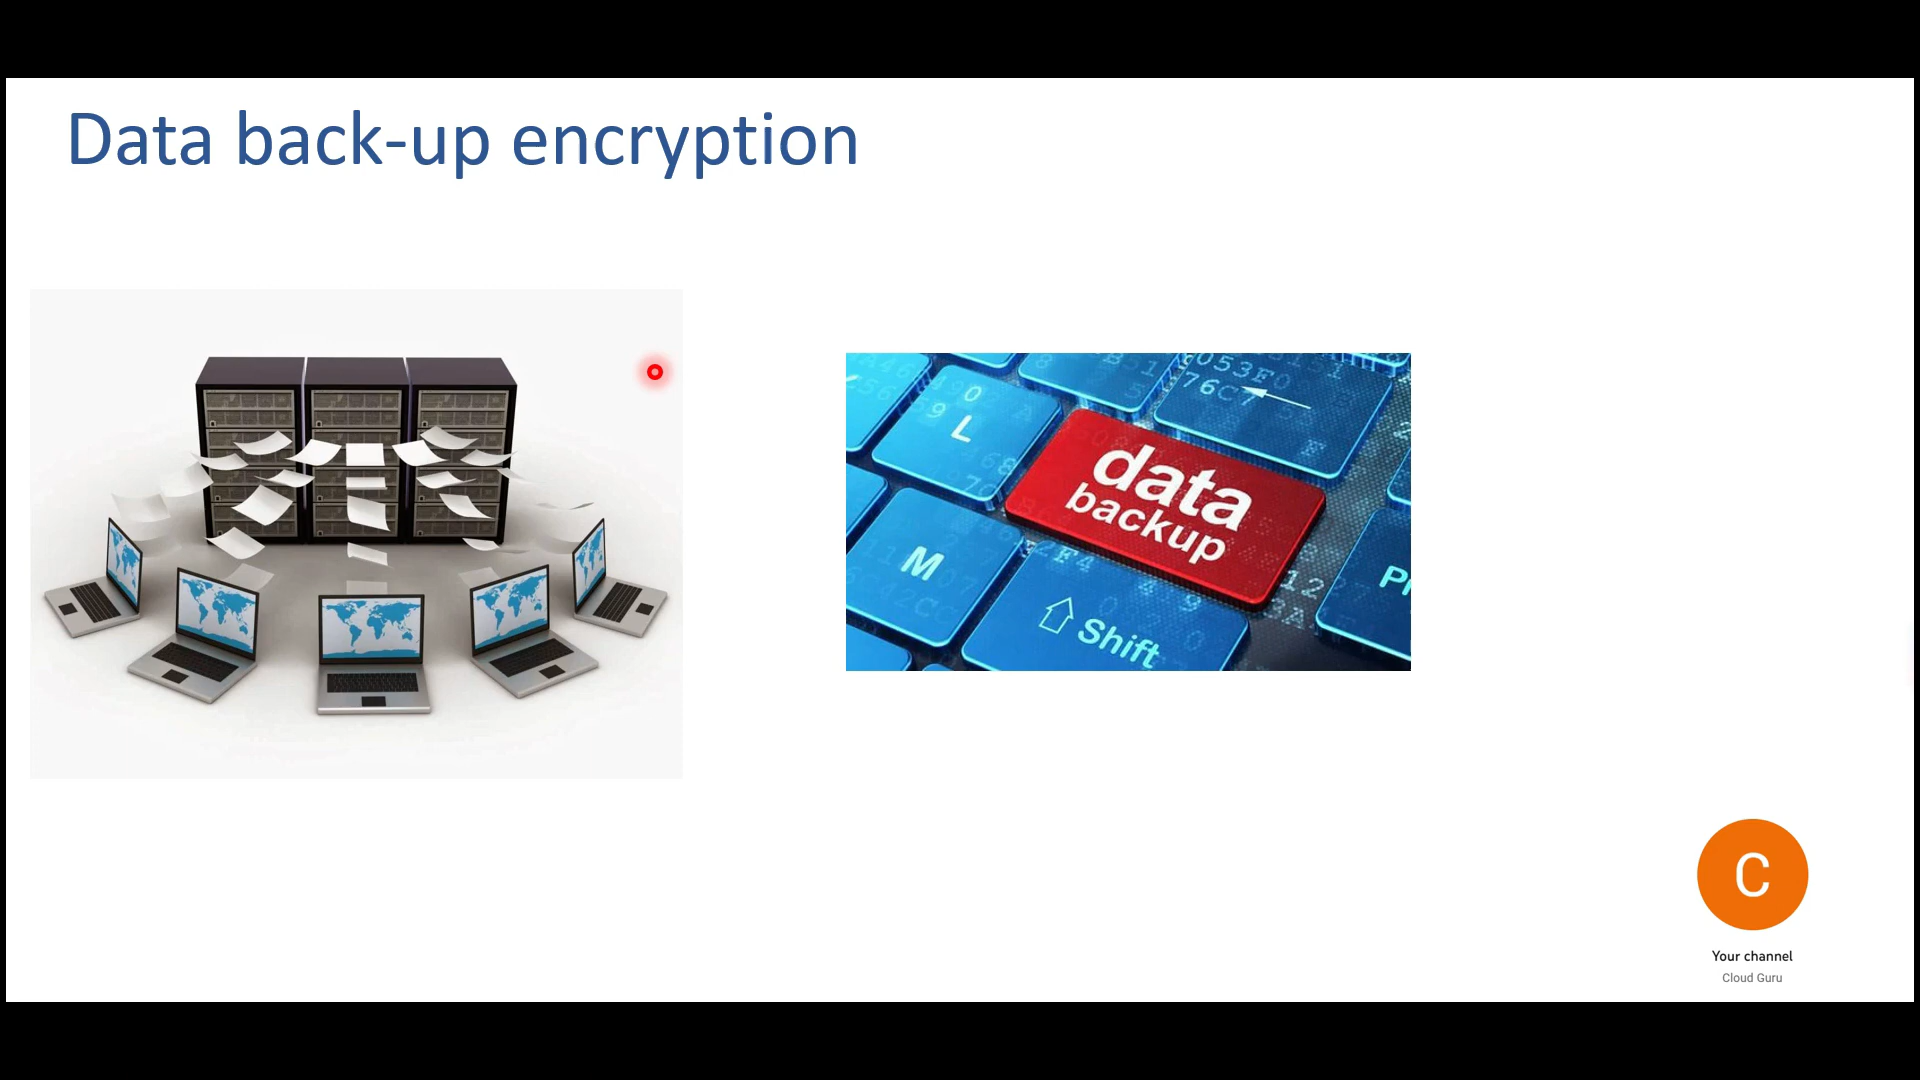 Data back-up encryption
L
data
backup
M
Shift
C
Your channel
Cloud Guru